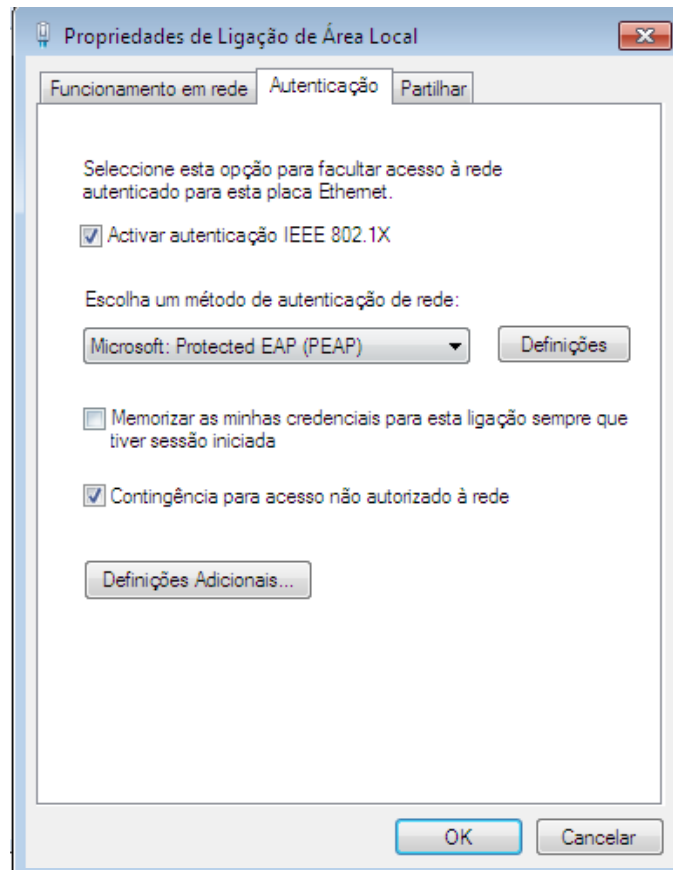 Propriedades de Ligação de Área Local
Funcionamento em rede
Autenticação
Partilhar
Seleccione esta opção para facultar acesso à rede
autenticado para esta placa Ethernet.
Activar autenticação IEEE 802.1X
Escolha um método de autenticação de rede:
Microsoft: Protected EAP (PEAP)
Definições
Memorizar as minhas credenciais para esta ligação sempre que
tiver sessão iniciada
Contingência para acesso não autorizado à rede
Definições Adicionais...
OK
Cancelar